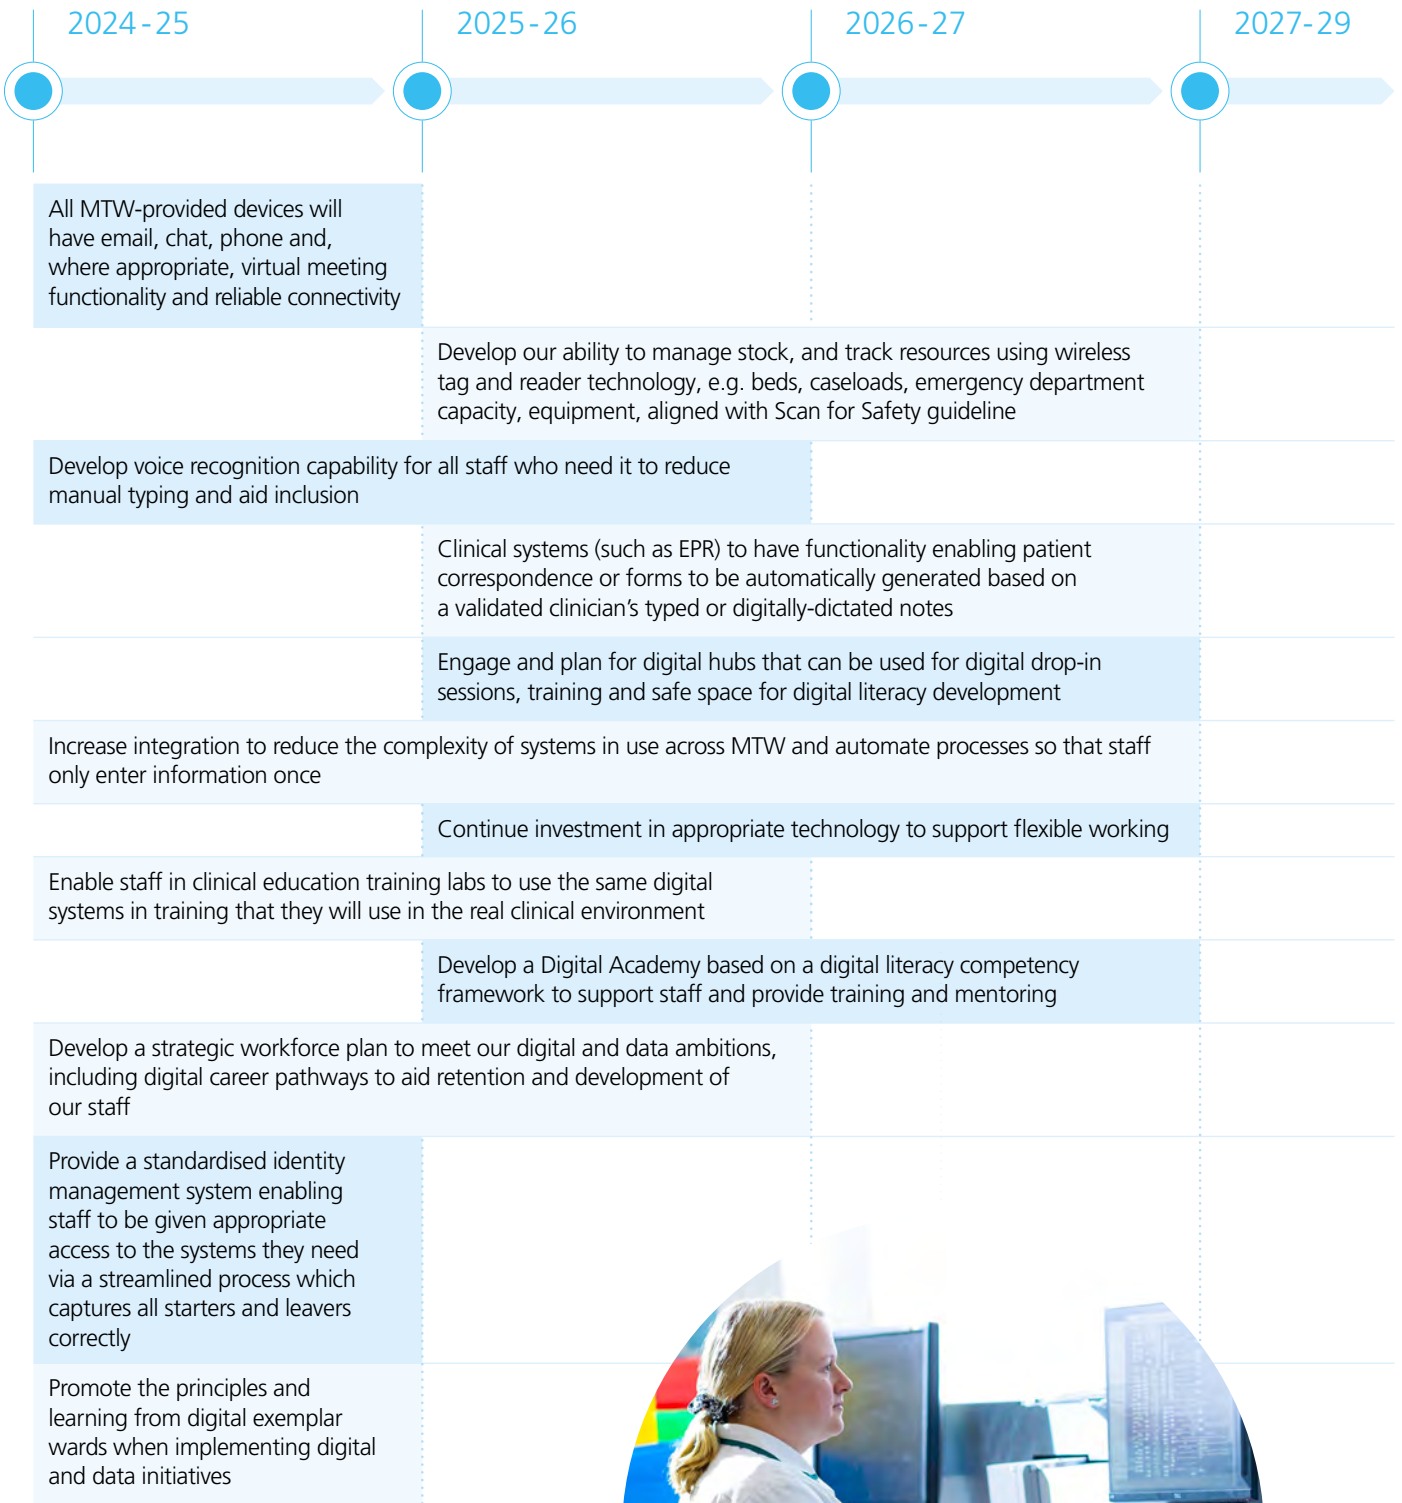 2024-25
2025-26
2026-27
2027-29
All MTW-provided devices will
have email, chat, phone and,
where appropriate, virtual meeting
functionality and reliable connectivity
Develop our ability to manage stock, and track resources using wireless
tag and reader technology, e.g. beds, caseloads, emergency department
capacity, equipment, aligned with Scan for Safety guideline
Develop voice recognition capability for all staff who need it to reduce
manual typing and aid inclusion
Clinical systems (such as EPR) to have functionality enabling patient
correspondence or forms to be automatically generated based on
a validated clinician's typed or digitally-dictated notes
Engage and plan for digital hubs that can be used for digital drop-in
sessions, training and safe space for digital literacy development
Increase integration to reduce the complexity of systems in use across MTW and automate processes so that staff
only enter information once
Continue investment in appropriate technology to support flexible working
Enable staff in clinical education training labs to use the same digital
systems in training that they will use in the real clinical environment
Develop a Digital Academy based on a digital literacy competency
framework to support staff and provide training and mentoring
Develop a strategic workforce plan to meet our digital and data ambitions,
including digital career pathways to aid retention and development of
our staff
Provide a standardised identity
management system enabling
staff to be given appropriate
access to the systems they need
via a streamlined process which
captures all starters and leavers
correctly
Promote the principles and
learning from digital exemplar
wards when implementing digital
and data initiatives